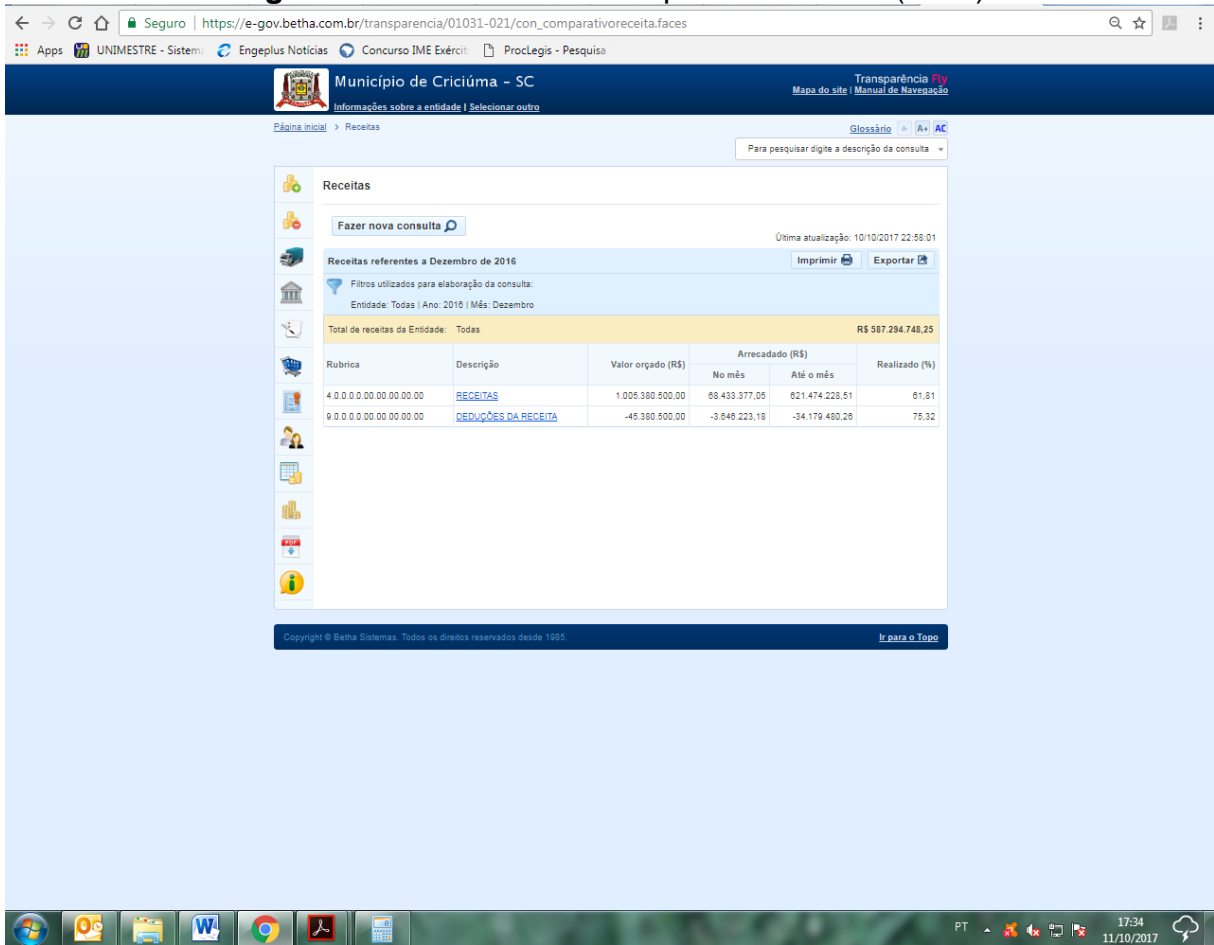 Seguro | https://e-gov.betha.com.br/transparencia/01031-021/con_comparativoreceita.faces
Apps UNIMESTRE - Sistema Engeplus Notícias Concurso IME Exércit ProcLegis - Pesquisa
Município de Criciúma - SC
Transparência Fly
Informações sobre a entidade | Selecionar outro
Mapa do site | Manual de Navegação
Página inicial > Receitas
Glossário A- A+ AC
Para pesquisar digite a descrição da consulta
Receitas
Fazer nova consulta
Última atualização: 10/10/2017 22:58:01
Receitas referentes a Dezembro de 2016 Imprimir Exportar
Filtros utilizados para elaboração da consulta:
Entidade: Todas | Ano: 2016 | Mês: Dezembro
Total de receitas da Entidade: Todas R$ 587.294.748,25
Rubrica Descrição Valor orçado (R$) Arrecadado (R$) Realizado (%)
No mês Até o mês
4.0.0.0.0.00.00.00.00.00 RECEITAS 1.005.380.500,00 68.433.377,05 621.474.228,51 61,81
9.0.0.0.0.00.00.00.00.00 DEDUÇÕES DA RECEITA -45.380.500,00 -3.646.223,18 -34.179.480,26 75,32
PDF
Copyright © Betha Sistemas. Todos os direitos reservados desde 1985. Ir para o Topo
PT 17:34
11/10/2017